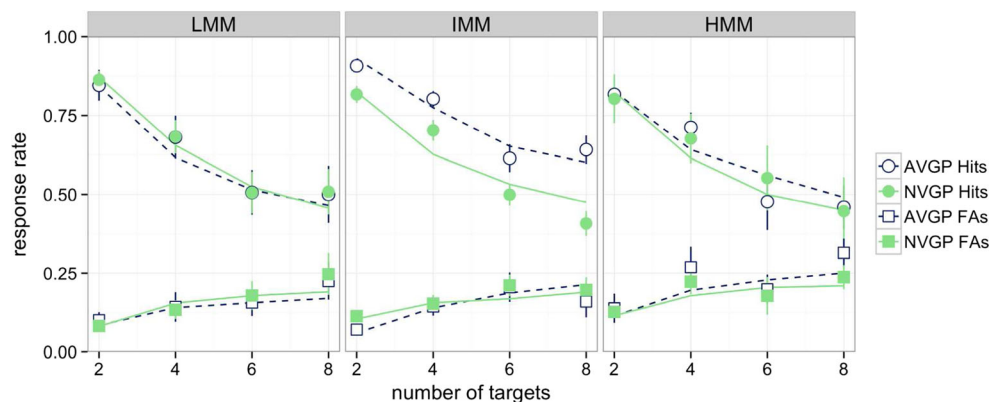 LMM IMM HMM
1.00
0.75
0.50
0.25
0.00
response rate
2 4 6 8 2 4 6 8 2 4 6 8
number of targets
AVGP Hits
NVGP Hits
AVGP FAs
NVGP FAs